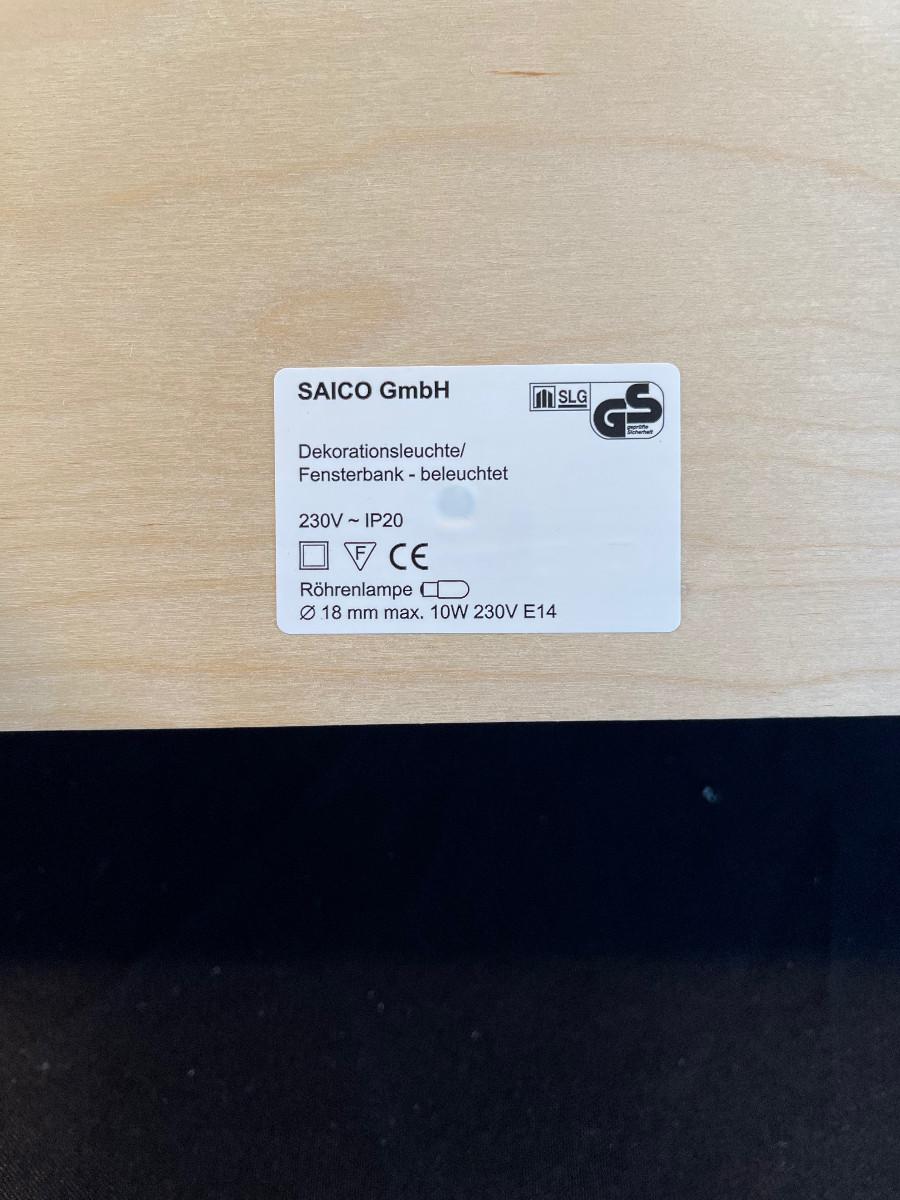 SAICO GmbH
SLG
GS
geprüfte
Sicherheit
Dekorationsleuchte/
Fensterbank - beleuchtet
230V ~ IP20
F CE
Röhrenlampe
⌀ 18 mm max. 10W 230V E14